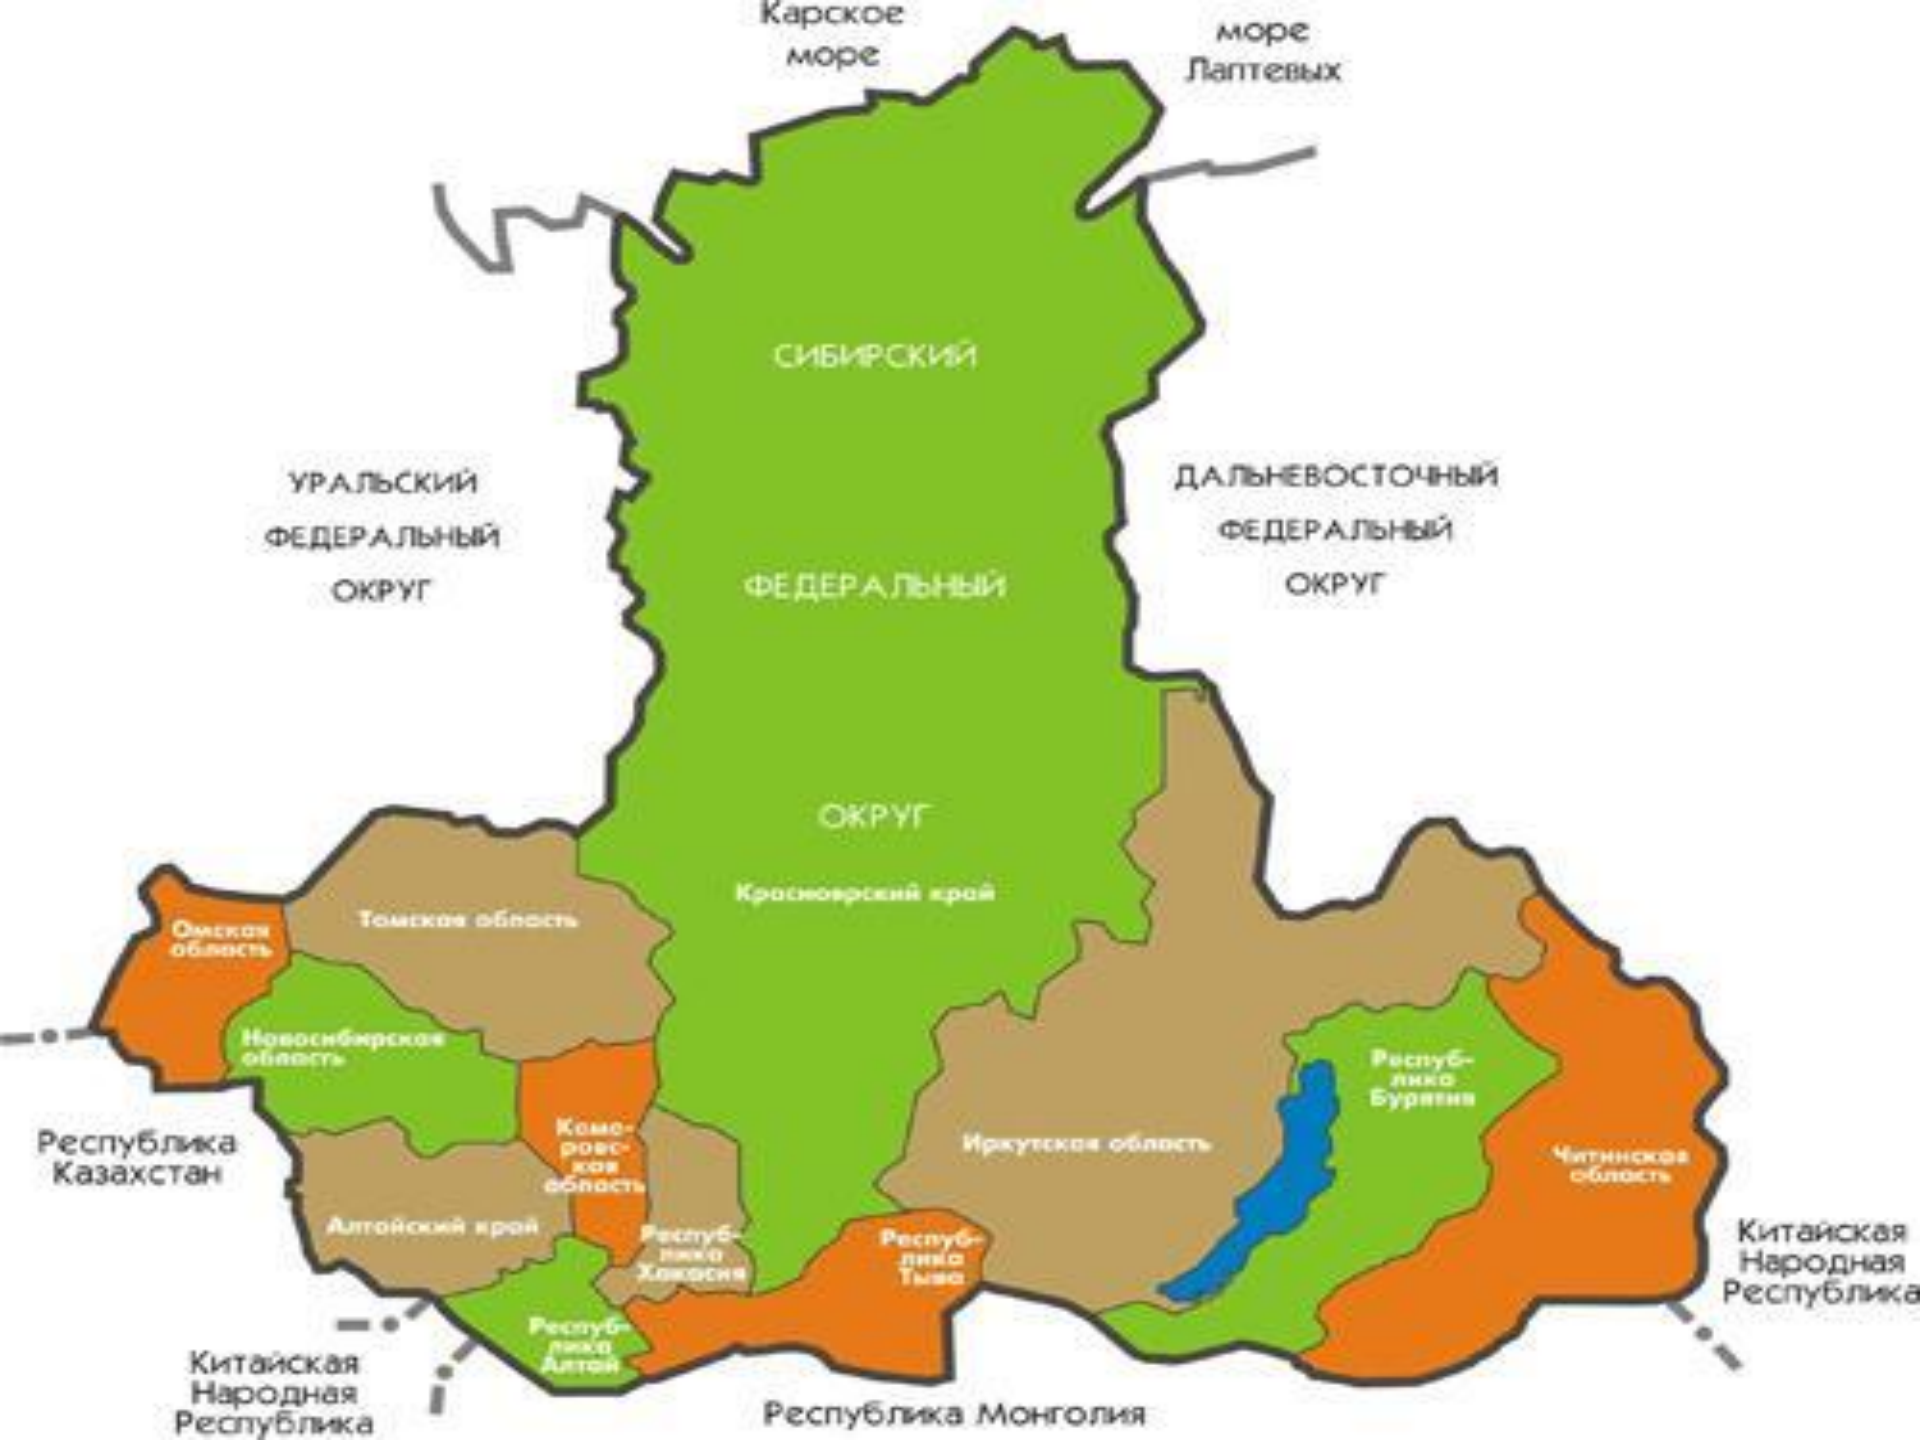 Карское
море
море
Лаптевых
СИБИРСКИЙ
УРАЛЬСКИЙ
ФЕДЕРАЛЬНЫЙ
ОКРУГ
ДАЛЬНЕВОСТОЧНЫЙ
ФЕДЕРАЛЬНЫЙ
ОКРУГ
ФЕДЕРАЛЬНЫЙ
ОКРУГ
Красноярский край
Томская область
Омская
область
Новосибирская
область
Кеме-
ровс-
кая
область
Алтайский край
Респуб-
лика
Хакасия
Респуб-
лика
Алтай
Респуб-
лика
Тыва
Иркутская область
Респуб-
лика
Бурятия
Читинская
область
Республика
Казахстан
Китайская
Народная
Республика
Республика Монголия
Китайская
Народная
Республика